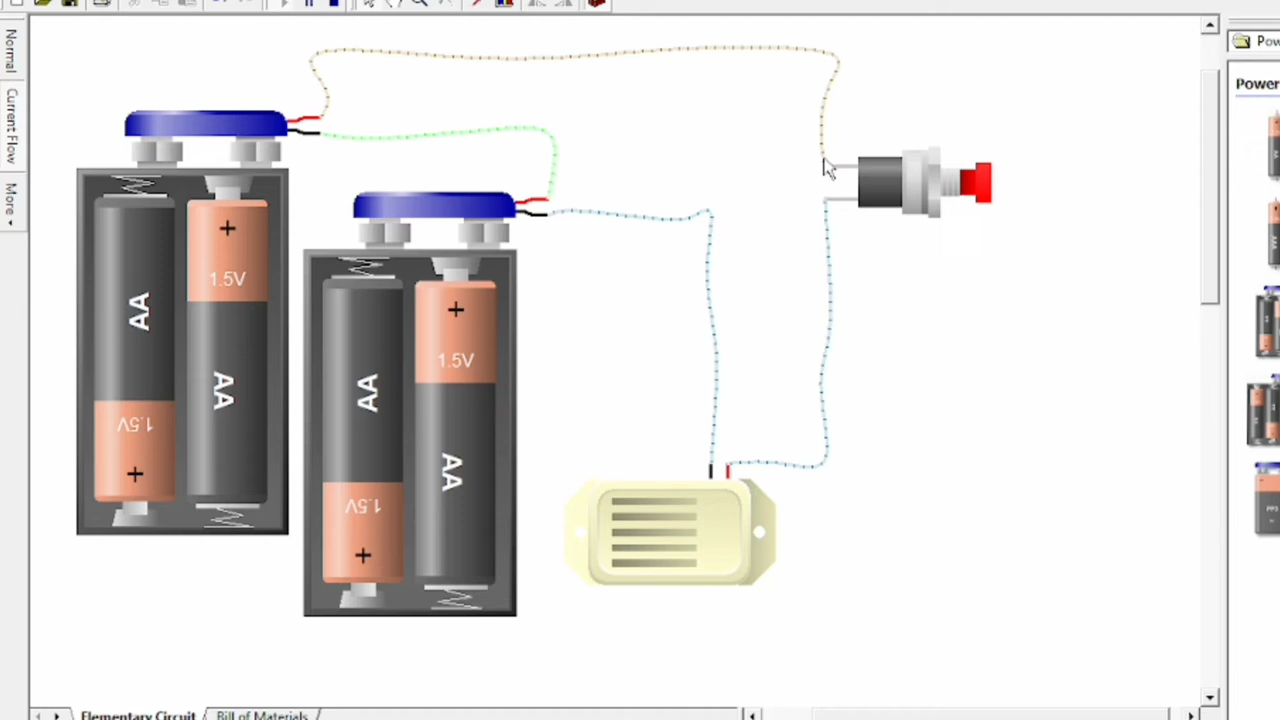 Normal
Current Flow
More
Pow
Power
+
1.5V
AA
AA
1.5V
+
+
1.5V
AA
AA
1.5V
+
Elementary Circuit
Bill of Materials